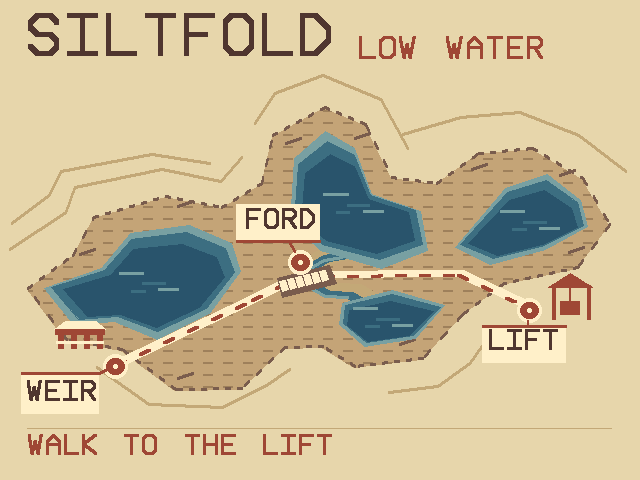 SILTFOLD
LOW WATER
FORD
LIFT
WEIR
WALK TO THE LIFT